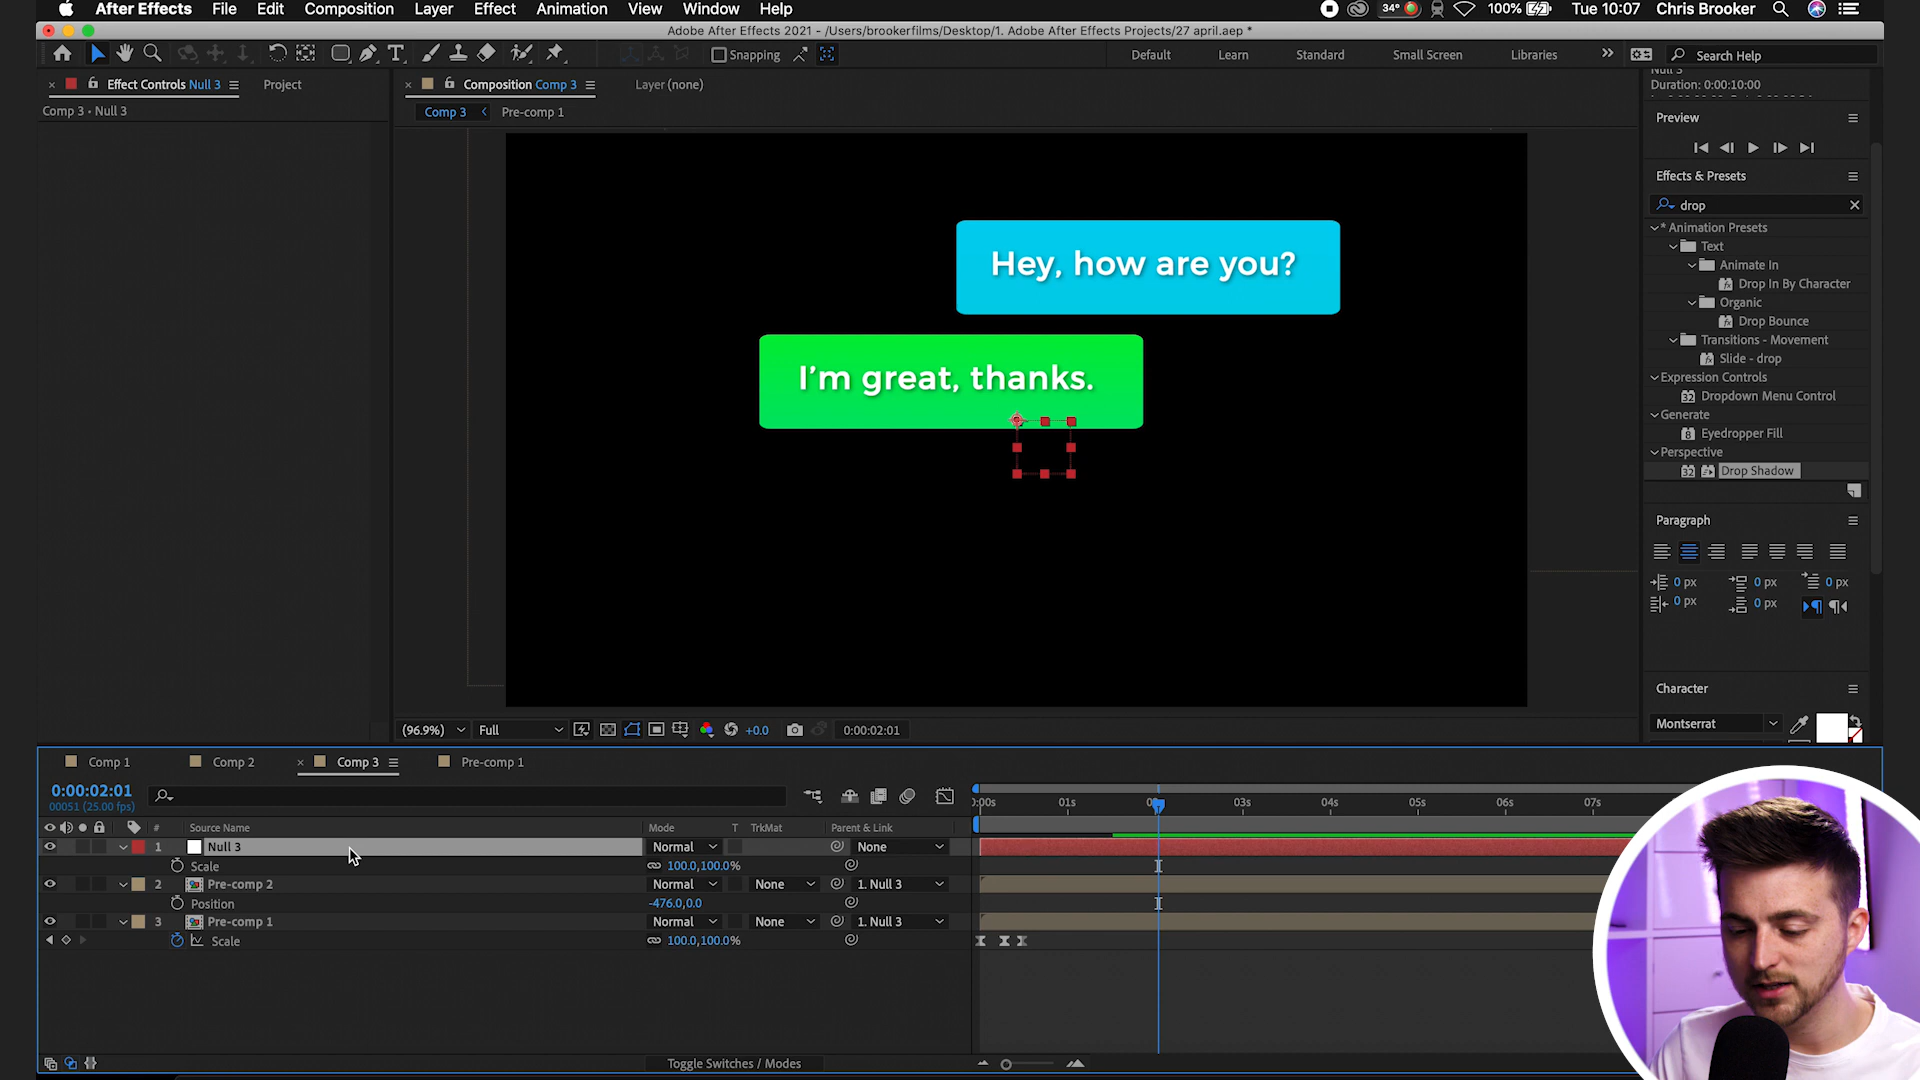 After Effects File Edit Composition Layer Effect Animation View Window Help 34° 100% Tue 10:07 Chris Brooker
Adobe After Effects 2021 - /Users/brookerfilms/Desktop/1. Adobe After Effects Projects/27 april.aep *
T Snapping Default Learn Standard Small Screen Libraries » Search Help
Effect Controls Null 3 Project
Composition Comp 3 Layer (none)
Comp 3 • Null 3
Comp 3 Pre-comp 1
Null 3
Duration: 0:00:10:00
Preview
Effects & Presets
drop
* Animation Presets
Text
Animate In
Drop In By Character
Organic
Drop Bounce
Transitions - Movement
Slide - drop
Expression Controls
Dropdown Menu Control
Generate
Eyedropper Fill
Perspective
Drop Shadow
Paragraph
0 px 0 px 0 px
0 px 0 px
Character
Montserrat
Hey, how are you?
I'm great, thanks.
(96.9%) Full +0.0 0:00:02:01
Comp 1 Comp 2 Comp 3 Pre-comp 1
0:00:02:01
00051 (25.00 fps)
# Source Name Mode T TrkMat Parent & Link
1 Null 3 Normal None
Scale 100.0,100.0%
2 Pre-comp 2 Normal None 1. Null 3
Position -476.0,0.0
3 Pre-comp 1 Normal None 1. Null 3
Scale 100.0,100.0%
0:00s 01s 03s 04s 05s 06s 07s
Toggle Switches / Modes